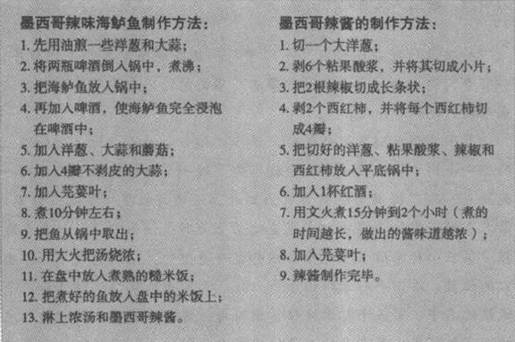 墨西哥辣味海鲈鱼制作方法：
1. 先用油煎一些洋葱和大蒜；
2. 将两瓶啤酒倒入锅中，煮沸；
3. 把海鲈鱼放入锅中；
4. 再加入啤酒，使海鲈鱼完全浸泡
在啤酒中；
5. 加入洋葱、大蒜和蘑菇；
6. 加入4瓣不剥皮的大蒜；
7. 加入芫荽叶；
8. 煮10分钟左右；
9. 把鱼从锅中取出；
10. 用大火把汤烧浓；
11. 在盘中放入煮熟的糙米饭；
12. 把煮好的鱼放入盘中的米饭上；
13. 淋上浓汤和墨西哥辣酱。
墨西哥辣酱的制作方法：
1. 切一个大洋葱；
2. 剥6个粘果酸浆，并将其切成小片；
3. 把2根辣椒切成长条状；
4. 剥2个西红柿，并将每个西红柿切
成4瓣；
5. 把切好的洋葱、粘果酸浆、辣椒和
西红柿放入平底锅中；
6. 加入1杯红酒；
7. 用文火煮15分钟到2个小时（煮的
时间越长，做出的酱味道越浓）；
8. 加入芫荽叶；
9. 辣酱制作完毕。